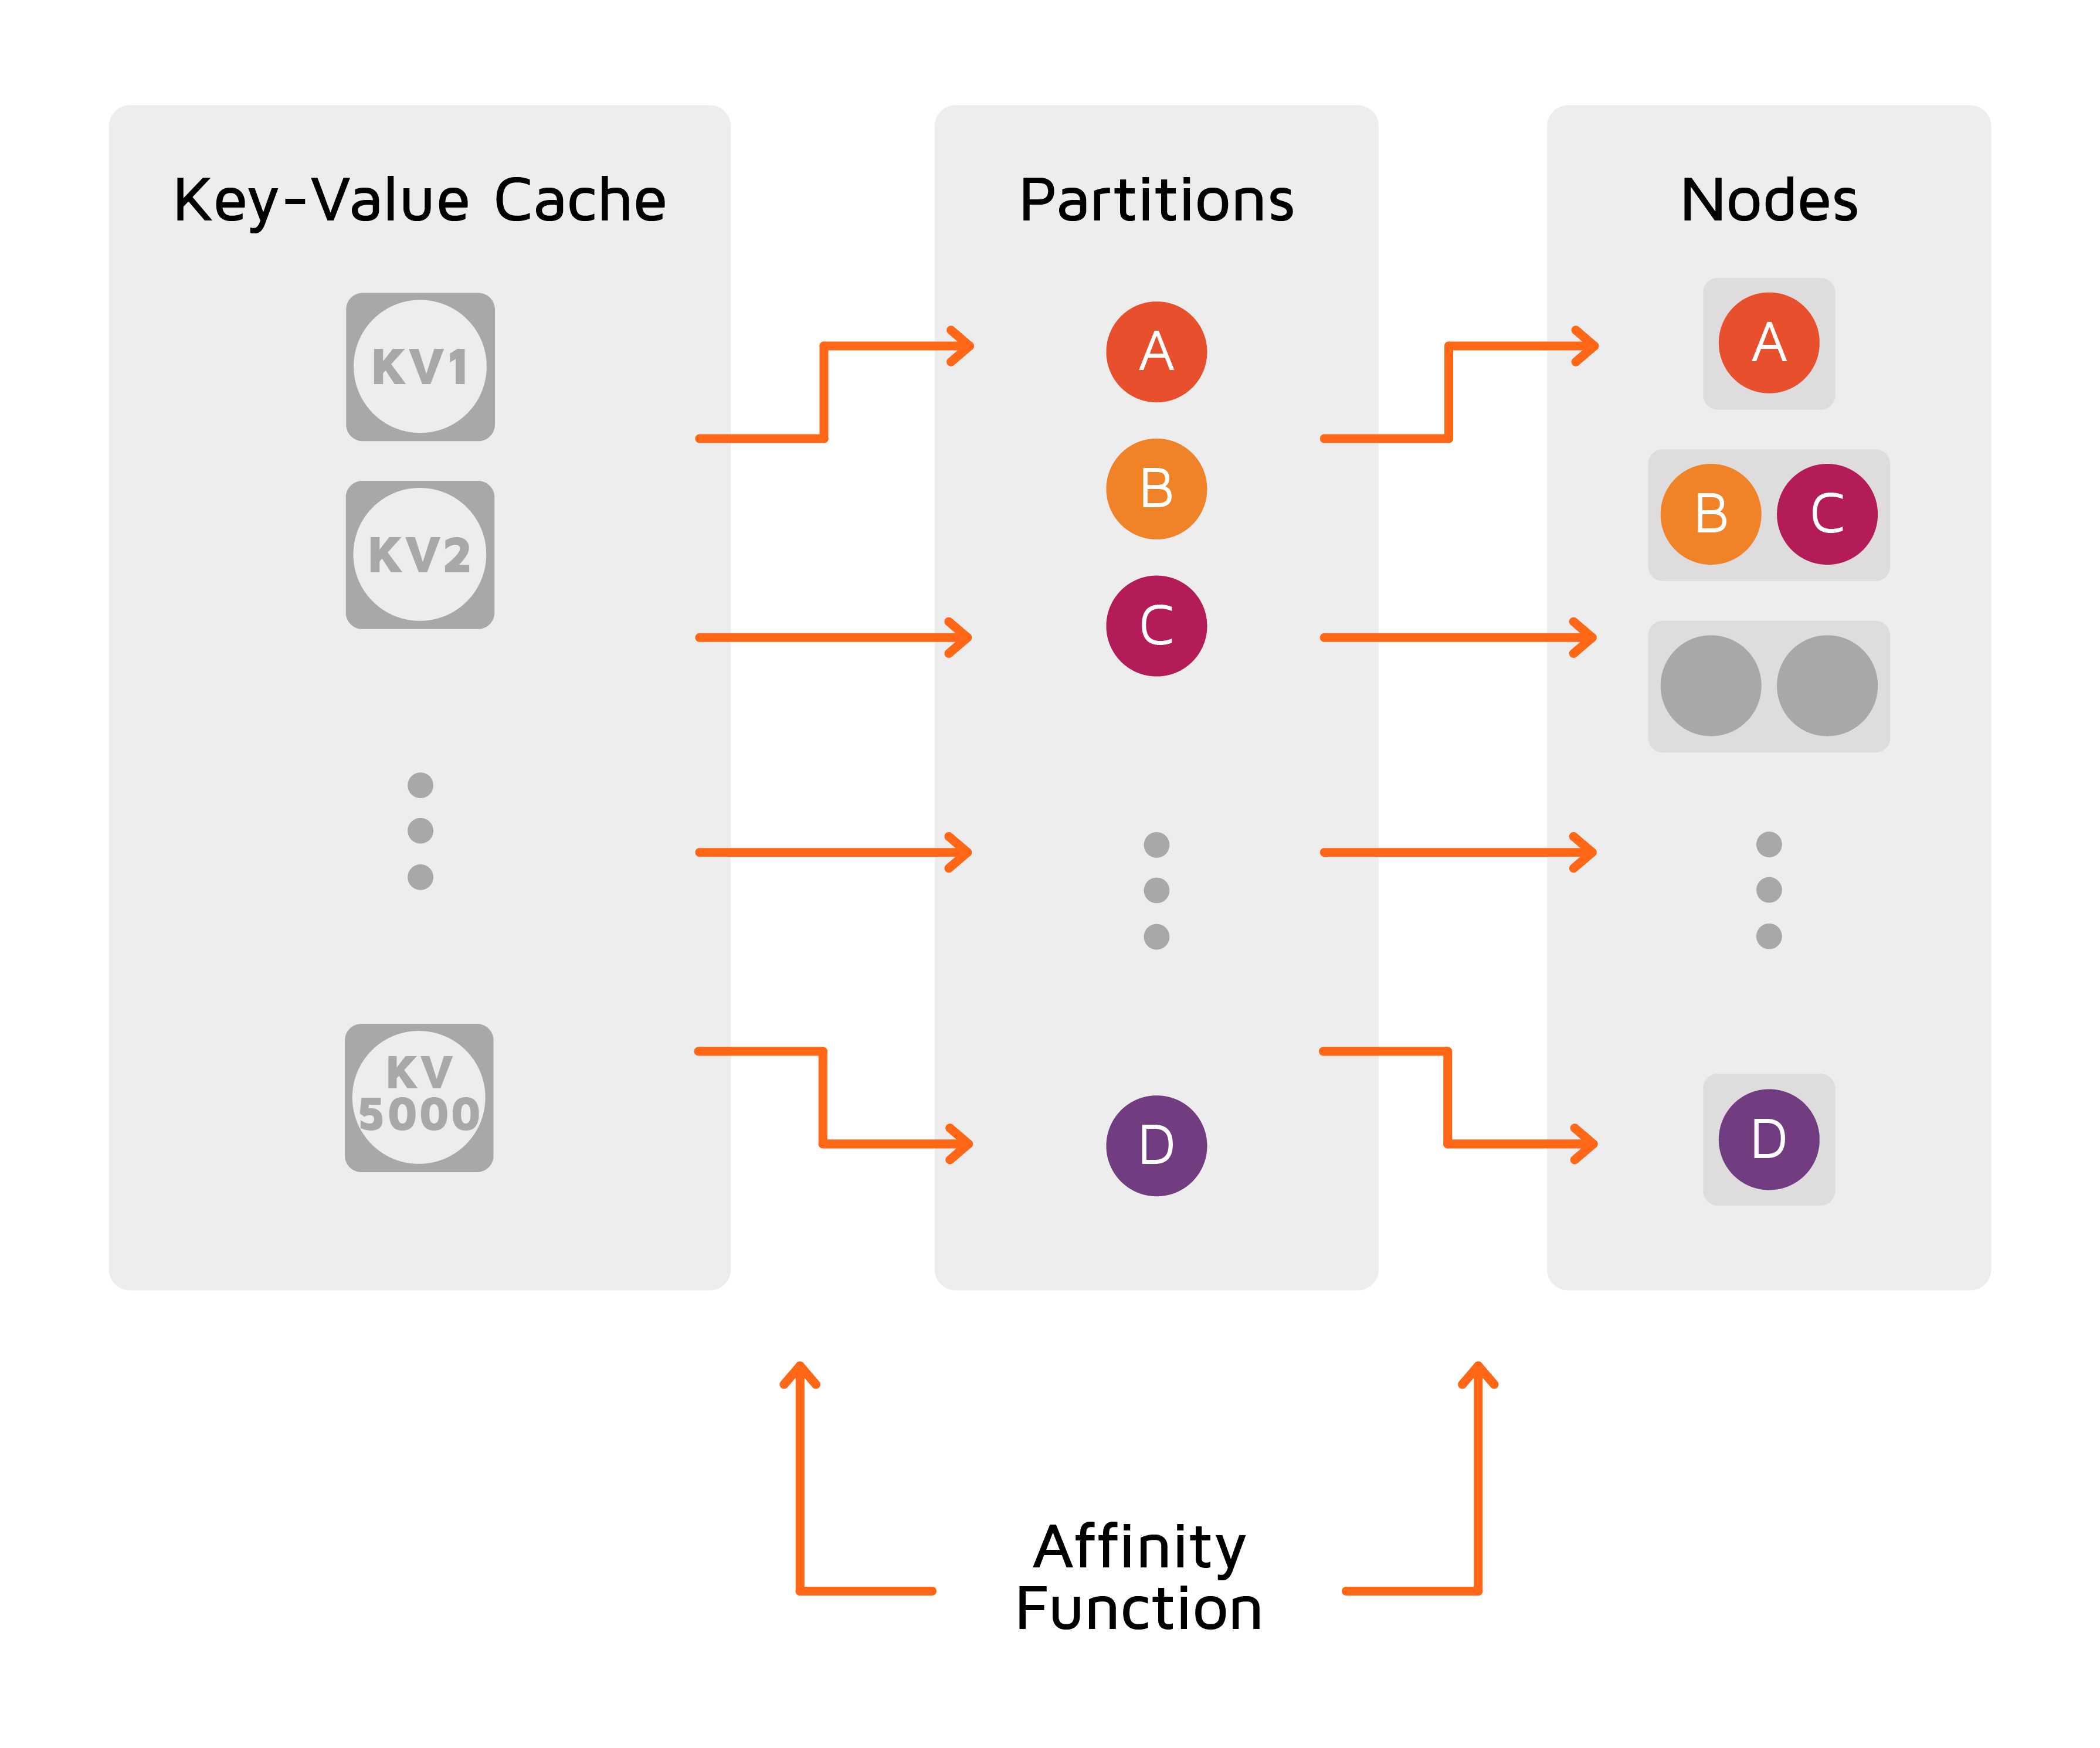 Key-Value Cache
KV1
KV2
KV
5000
Partitions
A
B
C
D
Nodes
A
B C
D
Affinity
Function